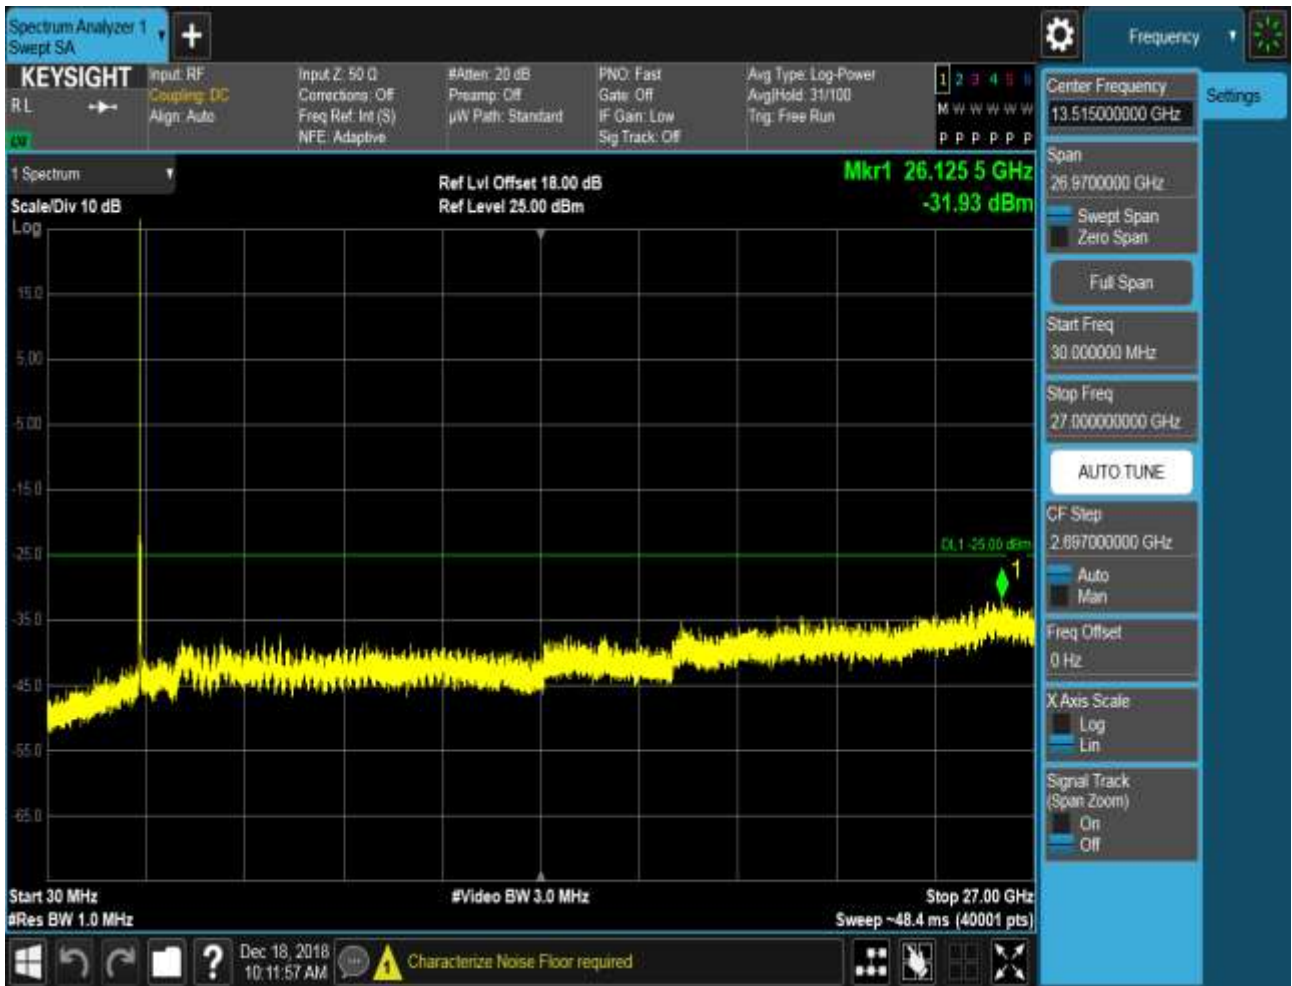 Spectrum Analyzer 1
Swept SA
Frequency
KEYSIGHT
RL
Input: RF
Coupling: DC
Align: Auto
Input Z: 50 Ω
Corrections: Off
Freq Ref: Int (S)
NFE: Adaptive
#Atten: 20 dB
Preamp: Off
µW Path: Standard
PNO: Fast
Gate: Off
IF Gain: Low
Sig Track: Off
Avg Type: Log-Power
Avg|Hold: 31/100
Trig: Free Run
1 2 3 4 5 6
M W W W W W
P P P P P P
Center Frequency
13.515000000 GHz
Settings
1 Spectrum
Scale/Div 10 dB
Log
Ref Lvl Offset 18.00 dB
Ref Level 25.00 dBm
Mkr1 26.125 5 GHz
-31.93 dBm
Span
26.9700000 GHz
Swept Span
Zero Span
Full Span
Start Freq
30.000000 MHz
Stop Freq
27.000000000 GHz
AUTO TUNE
CF Step
2.697000000 GHz
Auto
Man
Freq Offset
0 Hz
X Axis Scale
Log
Lin
Signal Track
(Span Zoom)
On
Off
15.0
5.00
-5.00
-15.0
-25.0
-35.0
-45.0
-55.0
-65.0
DL1 -25.00 dBm
1
Start 30 MHz
#Res BW 1.0 MHz
#Video BW 3.0 MHz
Stop 27.00 GHz
Sweep ~48.4 ms (40001 pts)
?
Dec 18, 2018
10:11:57 AM
1
Characterize Noise Floor required